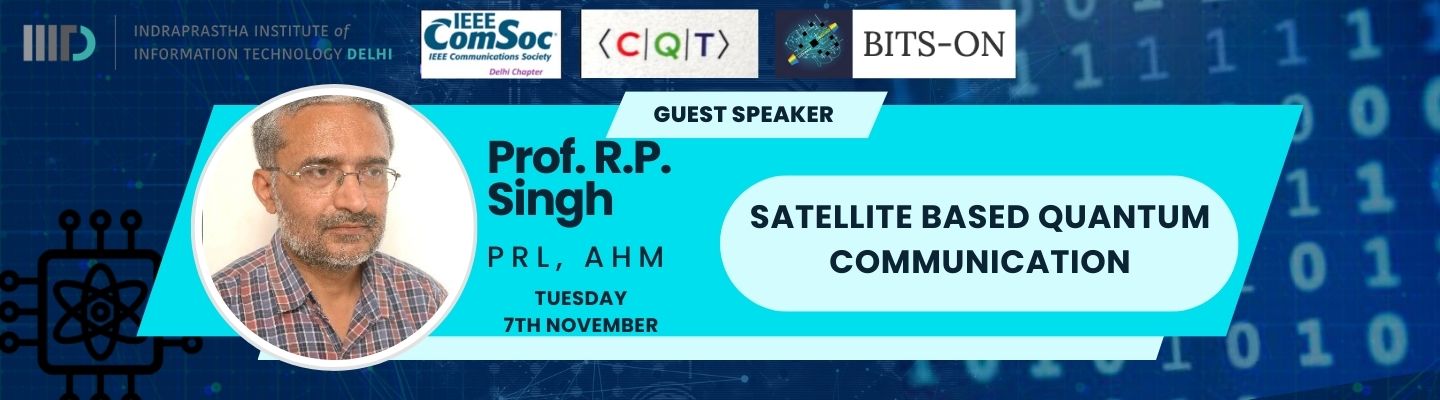 INDRAPRASTHA INSTITUTE of
INFORMATION TECHNOLOGY DELHI
IEEE
ComSoc
IEEE Communications Society
Delhi Chapter
⟨C|Q|T⟩
BITS-ON
GUEST SPEAKER
Prof. R.P.
Singh
PRL, AHM
TUESDAY
7TH NOVEMBER
SATELLITE BASED QUANTUM
COMMUNICATION